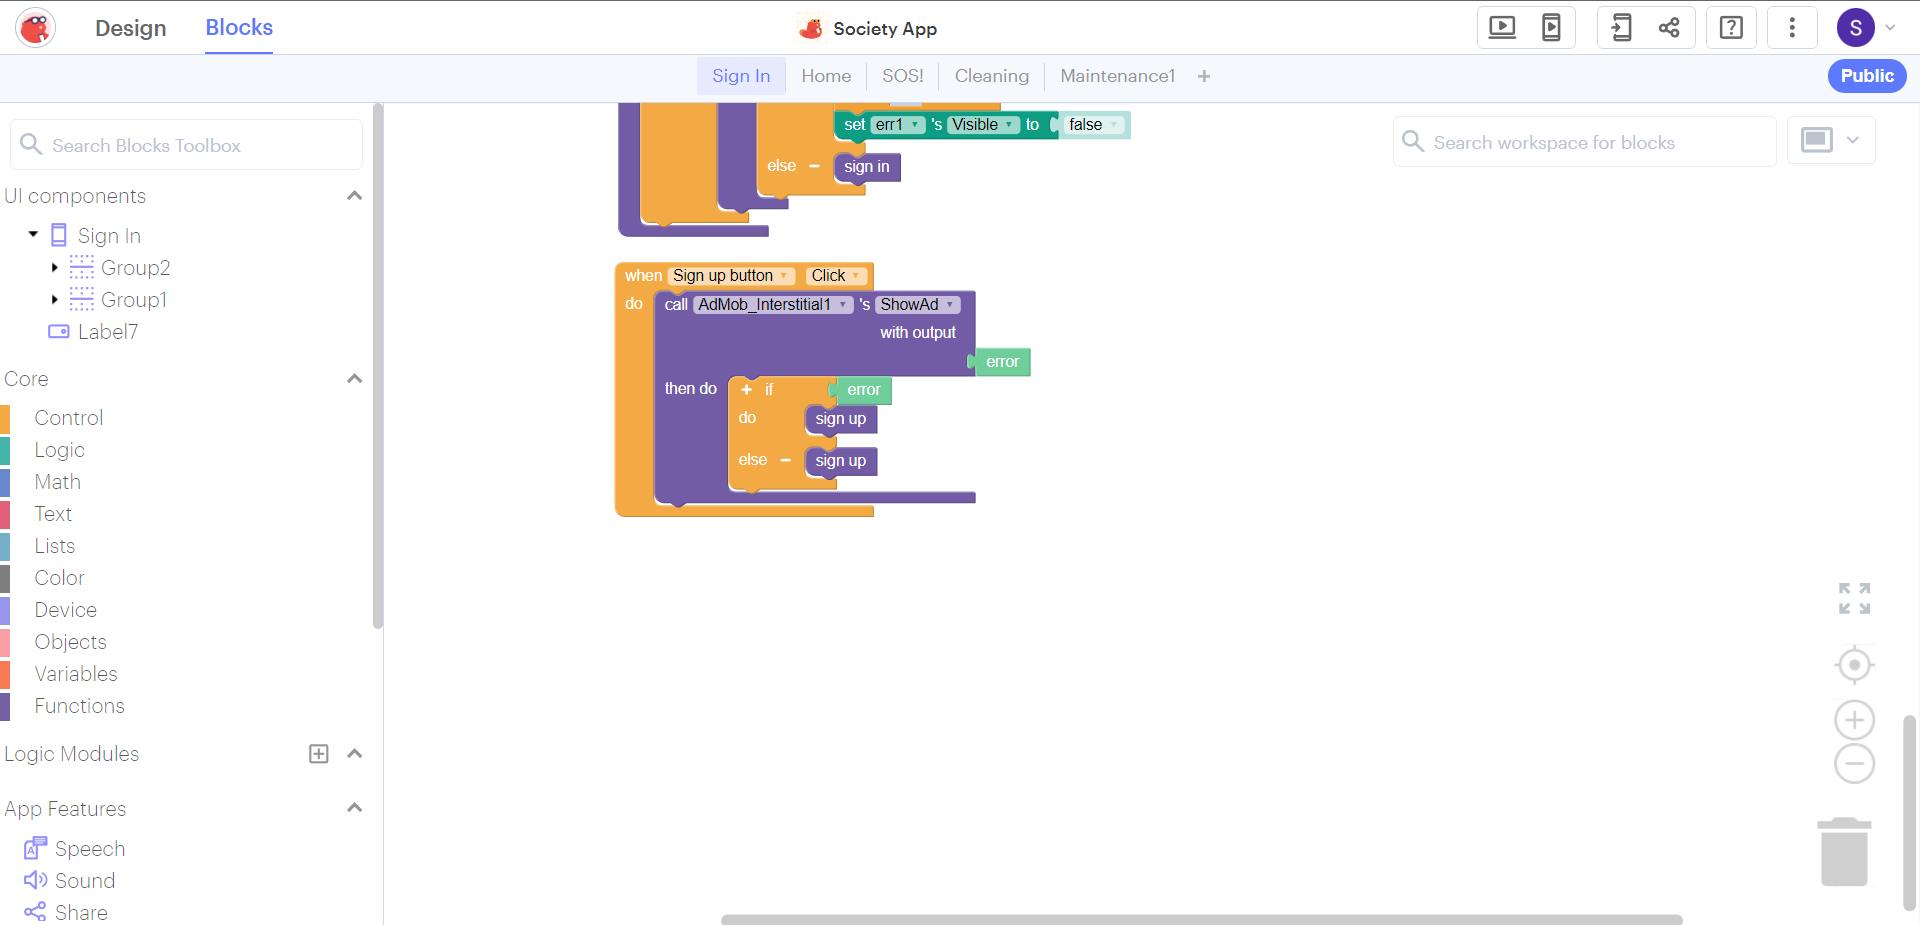 Design
Blocks
Society App
S
Sign In
Home
SOS!
Cleaning
Maintenance1
+
Public
Search Blocks Toolbox
UI components
Sign In
Group2
Group1
Label7
Core
Control
Logic
Math
Text
Lists
Color
Device
Objects
Variables
Functions
Logic Modules
App Features
Speech
Sound
Share
set err1 's Visible to false
else − sign in
when Sign up button Click
do call AdMob_Interstitial1 's ShowAd
with output
error
then do + if error
do sign up
else − sign up
Search workspace for blocks